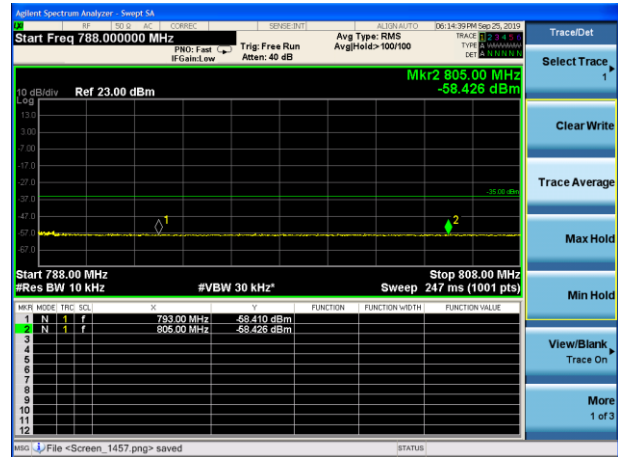 Agilent Spectrum Analyzer - Swept SA
LXI RF 50 Ω AC CORREC SENSE:INT ALIGNAUTO 06:14:39 PM Sep 25, 2019
Start Freq 788.000000 MHz
PNO: Fast
IFGain:Low
Trig: Free Run
Atten: 40 dB
Avg Type: RMS
Avg|Hold:>100/100
TRACE 1 2 3 4 5 6
TYPE A WWWWW
DET A N N N N N
Mkr2 805.00 MHz
-58.426 dBm
10 dB/div Ref 23.00 dBm
Log
13.0
3.00
-7.00
-17.0
-27.0
-35.00 dBm
-37.0
-47.0
-57.0
-67.0
1
2
Start 788.00 MHz Stop 808.00 MHz
#Res BW 10 kHz #VBW 30 kHz* Sweep 247 ms (1001 pts)
MKR MODE TRC SCL X Y FUNCTION FUNCTION WIDTH FUNCTION VALUE
1 N 1 f 793.00 MHz -58.410 dBm
2 N 1 f 805.00 MHz -58.426 dBm
3
4
5
6
7
8
9
10
11
12
MSG File <Screen_1457.png> saved STATUS
Trace/Det
Select Trace
1
Clear Write
Trace Average
Max Hold
Min Hold
View/Blank
Trace On
More
1 of 3